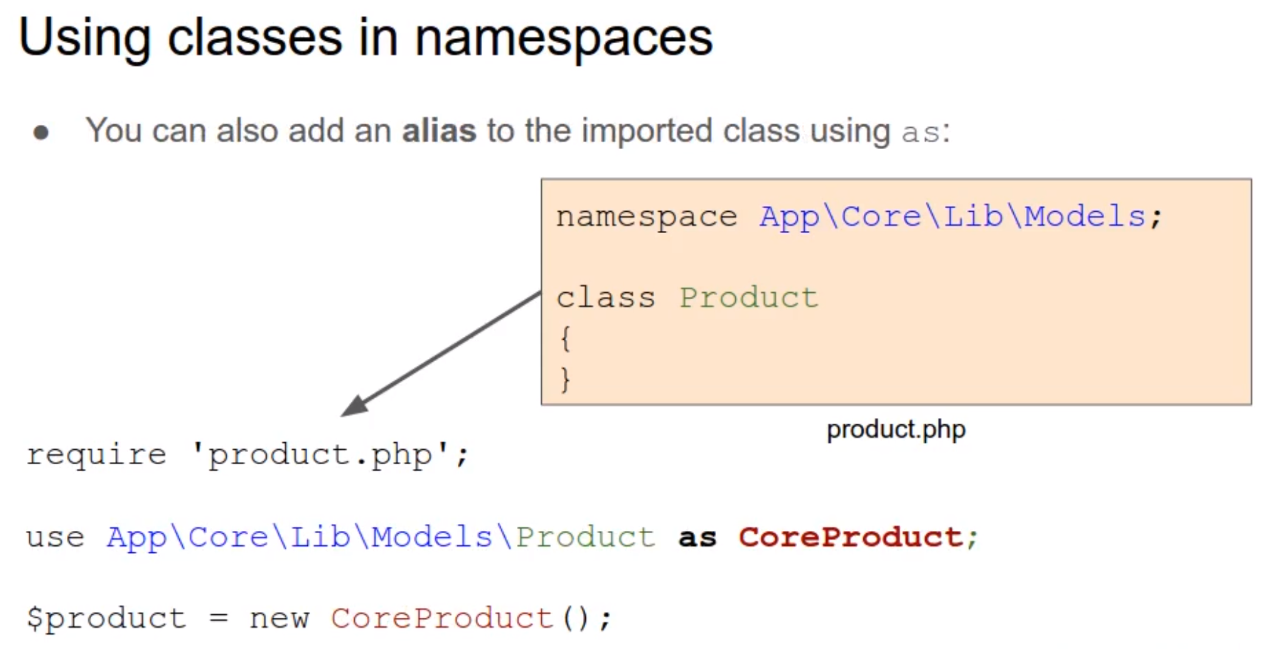 Using classes in namespaces
● You can also add an alias to the imported class using as:
namespace App\Core\Lib\Models;
class Product
{
}
product.php
require 'product.php';
use App\Core\Lib\Models\Product as CoreProduct;
$product = new CoreProduct();